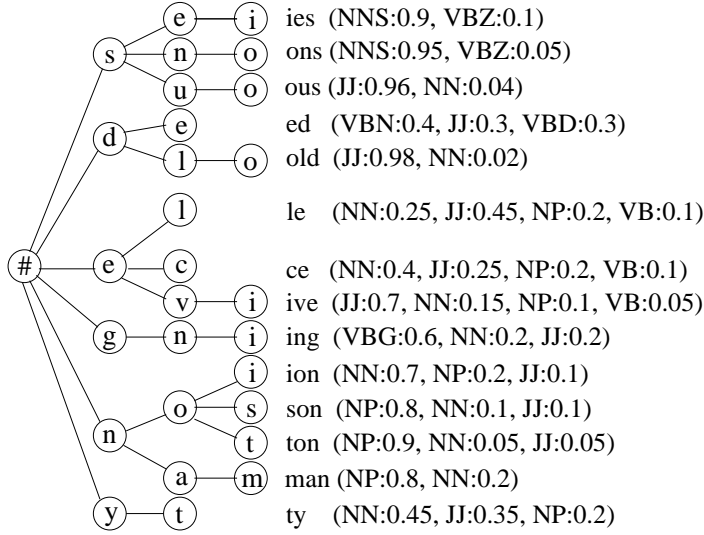 e i ies (NNS:0.9, VBZ:0.1)
s n o ons (NNS:0.95, VBZ:0.05)
u o ous (JJ:0.96, NN:0.04)
d e ed (VBN:0.4, JJ:0.3, VBD:0.3)
l o old (JJ:0.98, NN:0.02)
l le (NN:0.25, JJ:0.45, NP:0.2, VB:0.1)
# e c ce (NN:0.4, JJ:0.25, NP:0.2, VB:0.1)
v i ive (JJ:0.7, NN:0.15, NP:0.1, VB:0.05)
g n i ing (VBG:0.6, NN:0.2, JJ:0.2)
i ion (NN:0.7, NP:0.2, JJ:0.1)
o s son (NP:0.8, NN:0.1, JJ:0.1)
n t ton (NP:0.9, NN:0.05, JJ:0.05)
a m man (NP:0.8, NN:0.2)
y t ty (NN:0.45, JJ:0.35, NP:0.2)